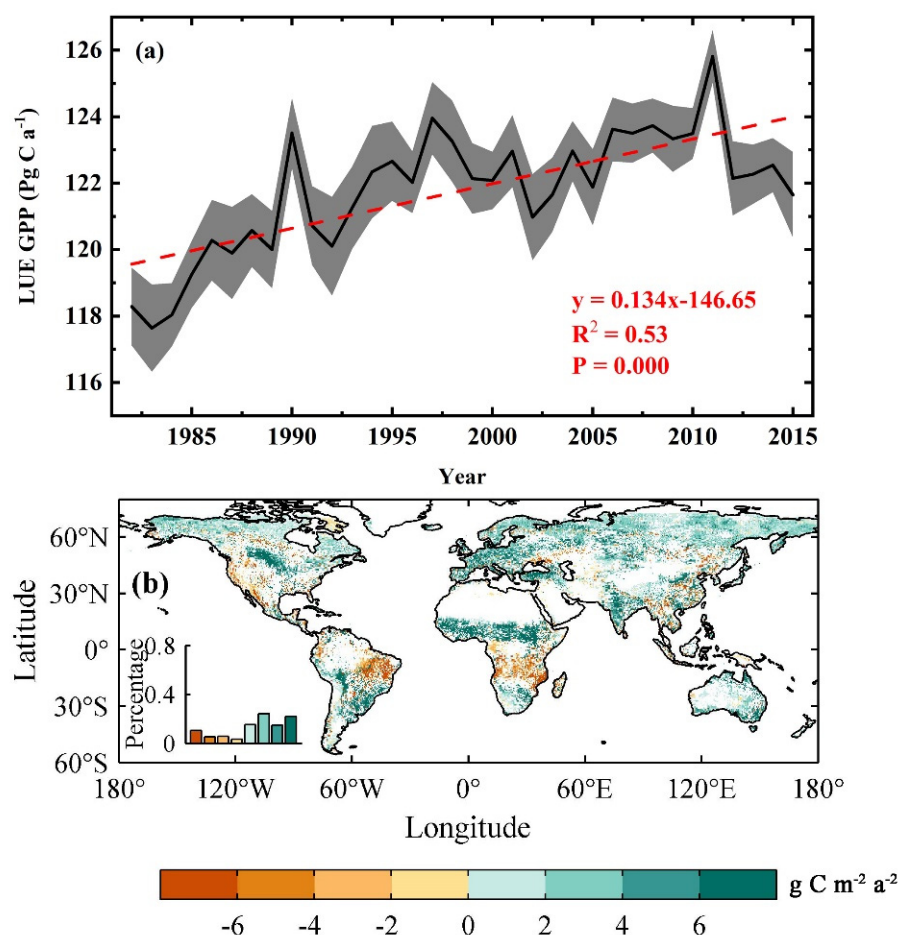 (a)
LUE GPP (Pg C a⁻¹)
126
124
122
120
118
116
y = 0.134x-146.65
R² = 0.53
P = 0.000
1985 1990 1995 2000 2005 2010 2015
Year
(b)
Latitude
60°N
30°N
0°
30°S
60°S
Percentage
0.8
0.4
0
180° 120°W 60°W 0° 60°E 120°E 180°
Longitude
g C m⁻² a⁻²
-6 -4 -2 0 2 4 6